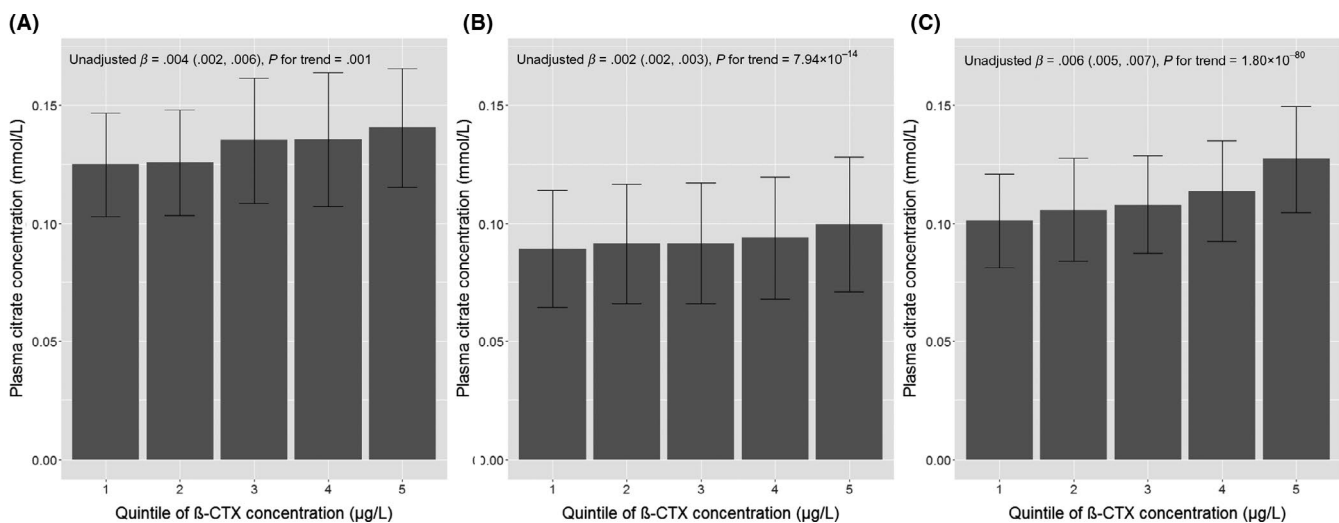 (A)
Unadjusted β = .004 (.002, .006), P for trend = .001
Plasma citrate concentration (mmol/L)
0.15
0.10
0.05
0.00
1 2 3 4 5
Quintile of ß-CTX concentration (µg/L)
(B)
Unadjusted β = .002 (.002, .003), P for trend = 7.94×10⁻¹⁴
Plasma citrate concentration (mmol/L)
0.15
0.10
0.05
0.00
1 2 3 4 5
Quintile of ß-CTX concentration (µg/L)
(C)
Unadjusted β = .006 (.005, .007), P for trend = 1.80×10⁻⁸⁰
Plasma citrate concentration (mmol/L)
0.15
0.10
0.05
0.00
1 2 3 4 5
Quintile of ß-CTX concentration (µg/L)